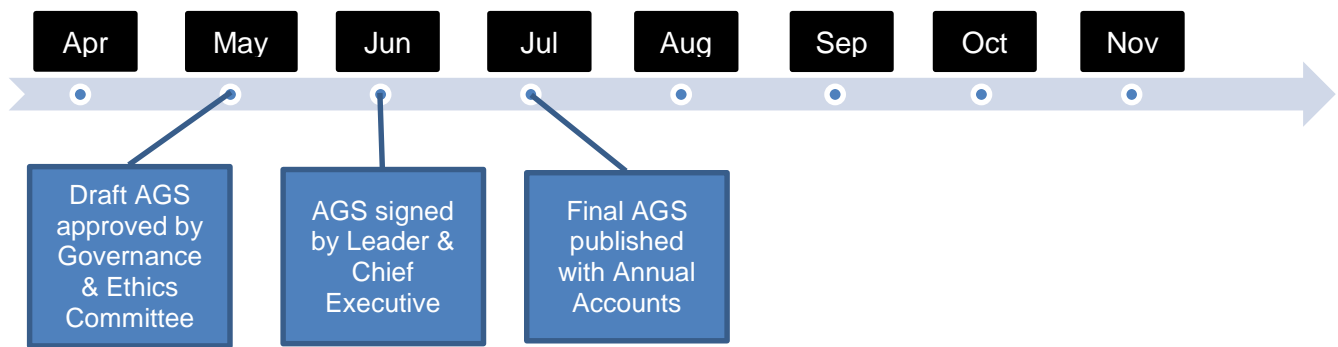 Apr May Jun Jul Aug Sep Oct Nov
Draft AGS
approved by
Governance
& Ethics
Committee
AGS signed
by Leader &
Chief
Executive
Final AGS
published
with Annual
Accounts